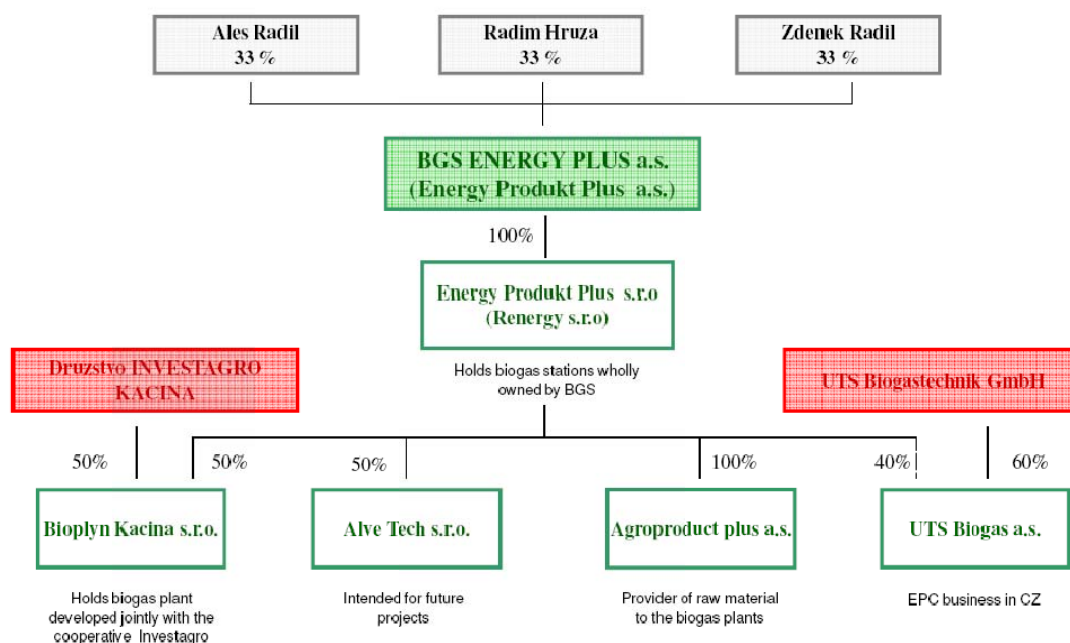 Ales Radil
33 %
Radim Hruza
33 %
Zdenek Radil
33 %
BGS ENERGY PLUS a.s.
(Energy Produkt Plus a.s.)
100%
Energy Produkt Plus s.r.o
(Renergy s.r.o)
Holds biogas stations wholly
owned by BGS
Druzstvo INVESTAGRO
KACINA
UTS Biogastechnik GmbH
50%
50%
50%
100%
40%
60%
Bioplyn Kacina s.r.o.
Alve Tech s.r.o.
Agroproduct plus a.s.
UTS Biogas a.s.
Holds biogas plant
developed jointly with the
cooperative Investagro
Intended for future
projects
Provider of raw material
to the biogas plants
EPC business in CZ